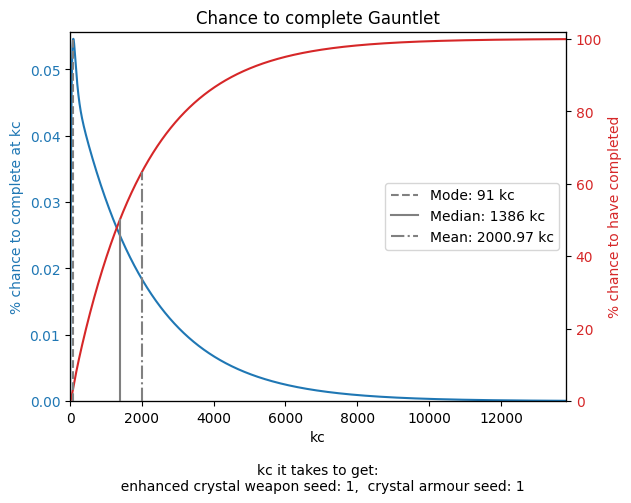 Chance to complete Gauntlet
% chance to complete at kc
0.05
0.04
0.03
0.02
0.01
0.00
Mode: 91 kc
Median: 1386 kc
Mean: 2000.97 kc
100
80
60
40
20
0
% chance to have completed
0 2000 4000 6000 8000 10000 12000
kc
kc it takes to get:
enhanced crystal weapon seed: 1, crystal armour seed: 1